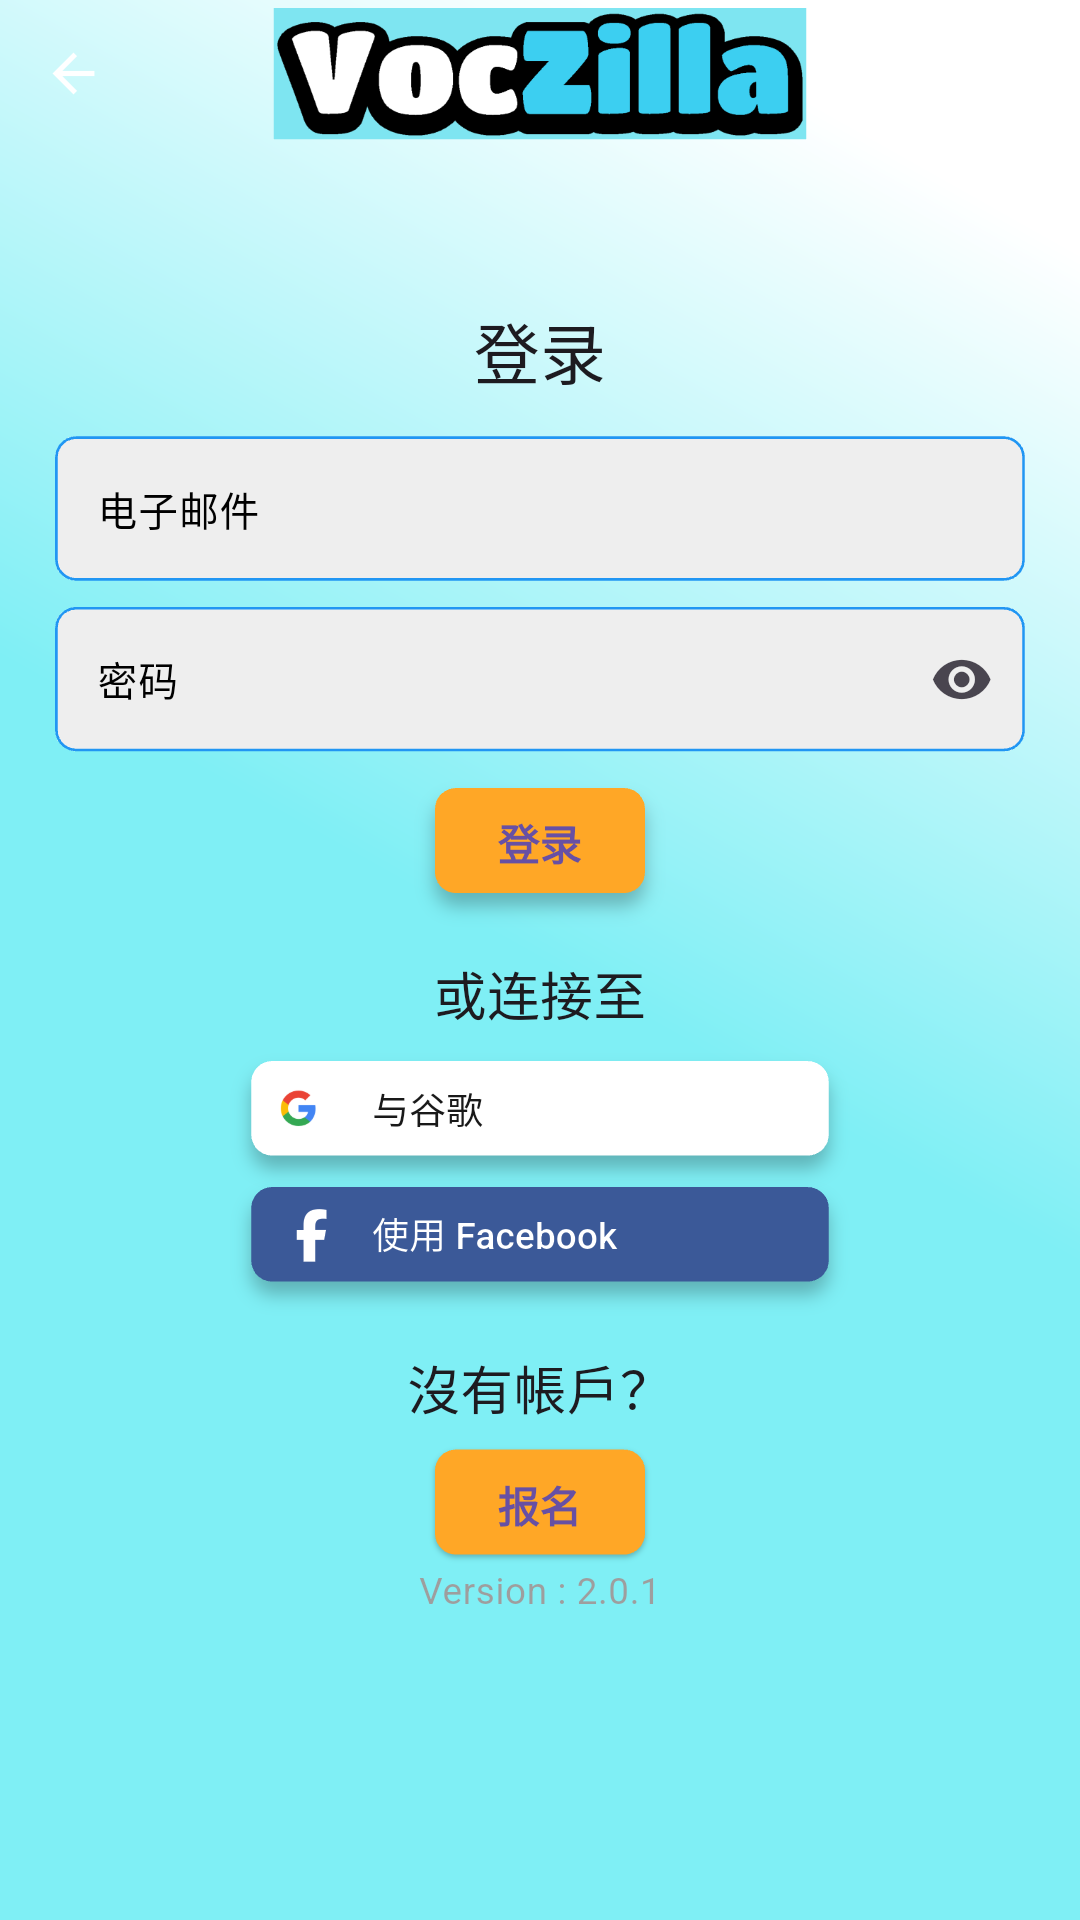 VocZilla
登录
电子邮件
密码
登录
或连接至
与谷歌
使用 Facebook
沒有帳戶？
报名
Version : 2.0.1